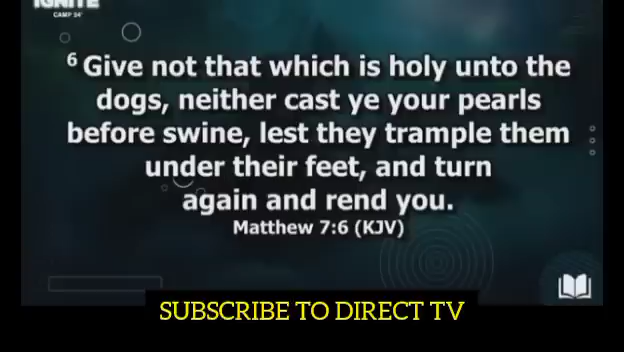 IGNITE
CAMP 24'
6 Give not that which is holy unto the
dogs, neither cast ye your pearls
before swine, lest they trample them
under their feet, and turn
again and rend you.
Matthew 7:6 (KJV)
SUBSCRIBE TO DIRECT TV